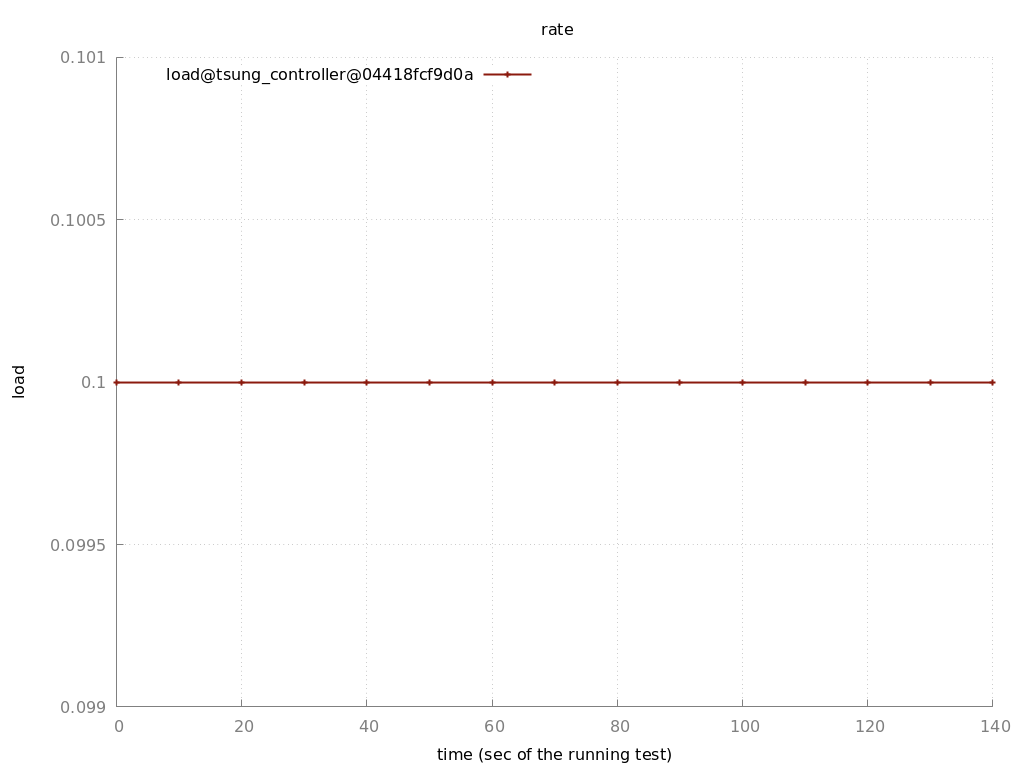 rate
0.101
load@tsung_controller@04418fcf9d0a
0.1005
load
0.1
0.0995
0.099
0 20 40 60 80 100 120 140
time (sec of the running test)